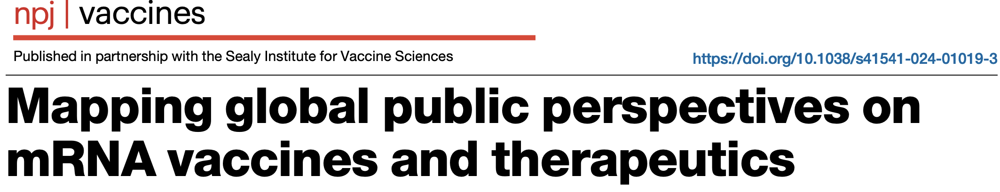 npj | vaccines
Published in partnership with the Sealy Institute for Vaccine Sciences
https://doi.org/10.1038/s41541-024-01019-3
Mapping global public perspectives on
mRNA vaccines and therapeutics